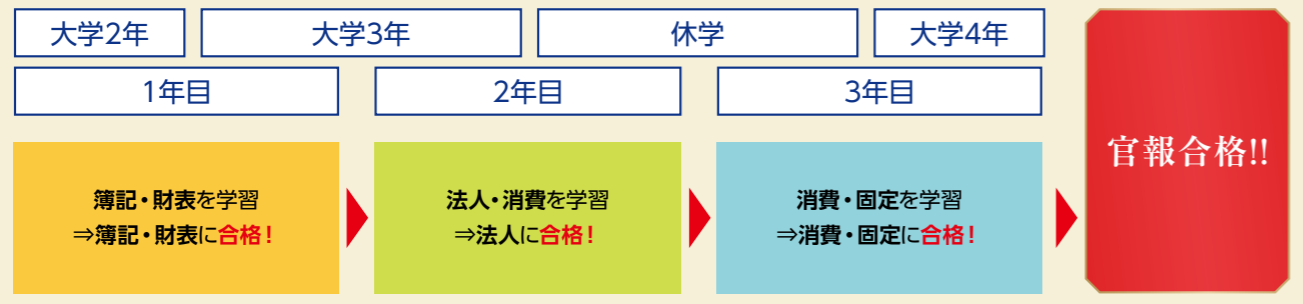 大学2年
大学3年
休学
大学4年
1年目
2年目
3年目
簿記・財表を学習
⇒簿記・財表に合格！
法人・消費を学習
⇒法人に合格！
消費・固定を学習
⇒消費・固定に合格！
官報合格!!